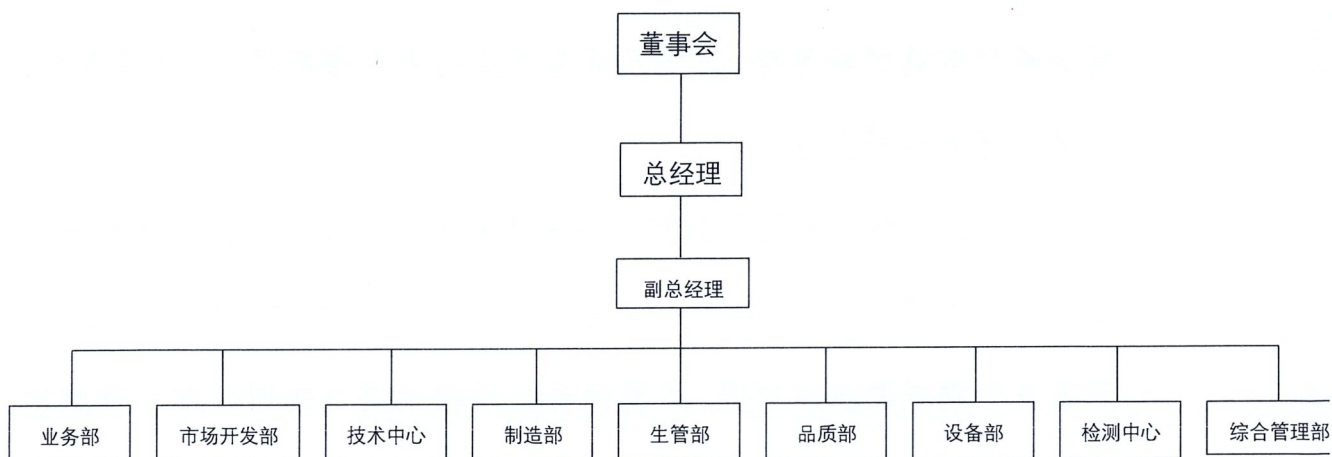 董事会
总经理
副总经理
业务部
市场开发部
技术中心
制造部
生管部
品质部
设备部
检测中心
综合管理部